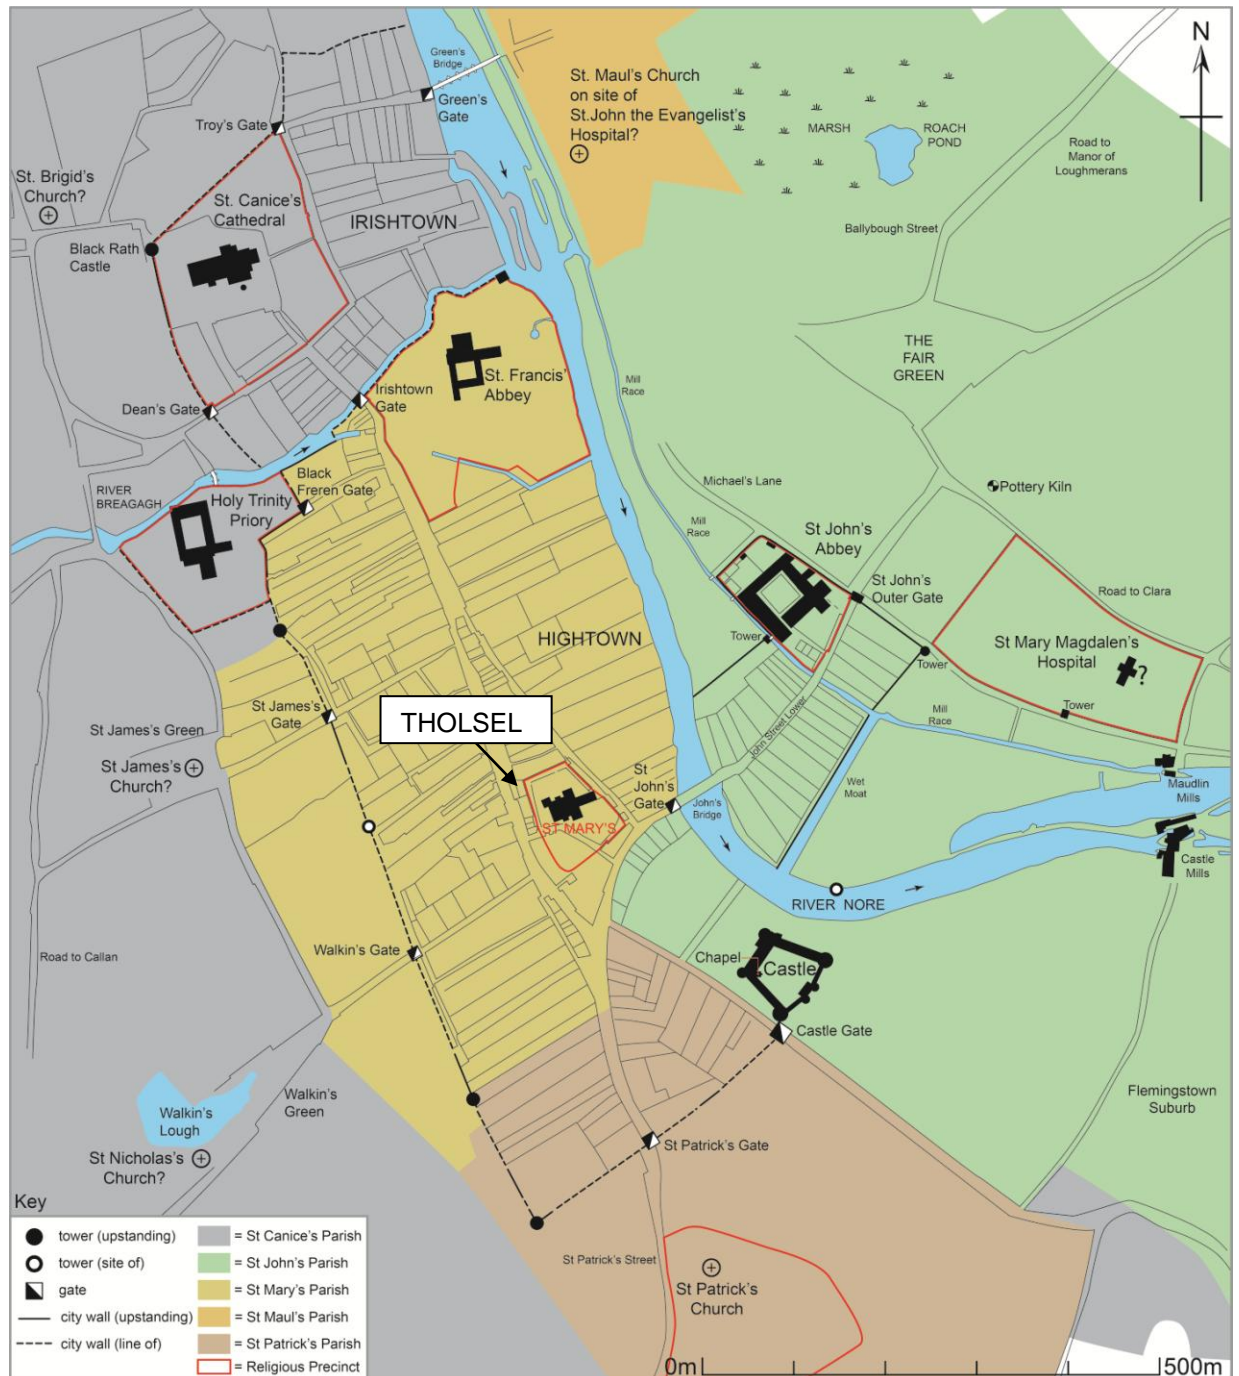 Green's
Bridge
N
St. Maul's Church
on site of
St.John the Evangelist's
Hospital?
Green's
Gate
Troy's Gate
MARSH
ROACH
POND
Road to
Manor of
Loughmerans
St. Brigid's
Church?
St. Canice's
Cathedral
IRISHTOWN
Ballybough Street
Black Rath
Castle
THE
FAIR
GREEN
St. Francis'
Abbey
Mill
Race
Irishtown
Gate
Dean's Gate
Black
Freren Gate
Michael's Lane
Pottery Kiln
RIVER
BREAGAGH
Holy Trinity
Priory
Mill
Race
St John's
Abbey
St John's
Outer Gate
Road to Clara
HIGHTOWN
Tower
Tower
St Mary Magdalen's
Hospital
?
St James's
Gate
THOLSEL
John Street Lower
Tower
Mill
Race
St James's Green
St James's
Church?
St
John's
Gate
Wet
Moat
Maudlin
Mills
John's
Bridge
ST MARY'S
Castle
Mills
RIVER NORE
Walkin's Gate
Road to Callan
Chapel
Castle
Castle Gate
Walkin's
Green
Walkin's
Lough
Flemingstown
Suburb
St Patrick's Gate
St Nicholas's
Church?
Key
tower (upstanding)
= St Canice's Parish
tower (site of)
= St John's Parish
gate
= St Mary's Parish
city wall (upstanding)
= St Maul's Parish
city wall (line of)
= St Patrick's Parish
= Religious Precinct
St Patrick's Street
St Patrick's
Church
0m
500m